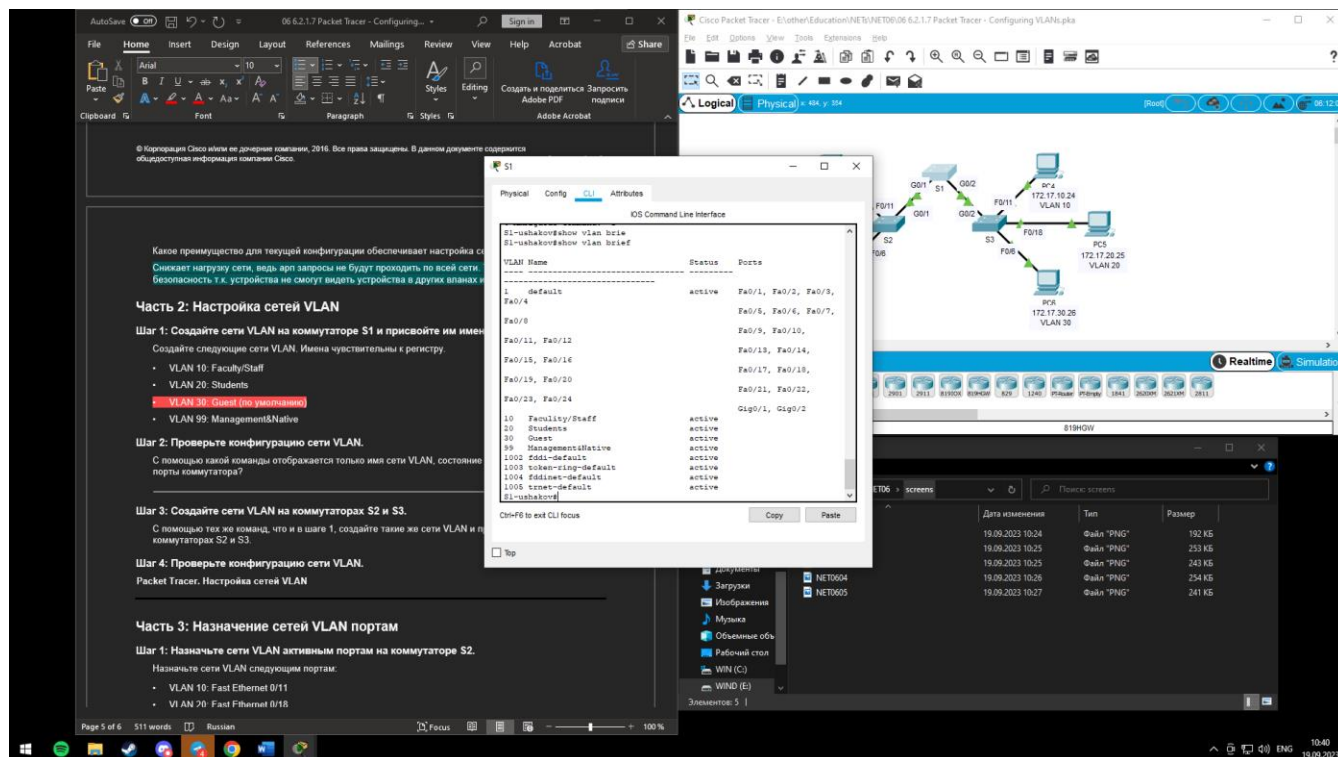 AutoSave Off
06 6.2.1.7 Packet Tracer - Configuring...
Sign in
File Home Insert Design Layout References Mailings Review View Help Acrobat Share
Paste
Arial 10
Styles
Editing
Создать и поделиться Adobe PDF
Запросить подписи
Clipboard Font Paragraph Styles Adobe Acrobat
© Корпорация Cisco и/или ее дочерние компании, 2016. Все права защищены. В данном документе содержится
общедоступная информация компании Cisco.
Какое преимущество для текущей конфигурации обеспечивает настройка
Снижает нагрузку сети, ведь арп запросы не будут проходить по всей сети.
безопасность т.к. устройства не смогут видеть устройства в других вланах
Часть 2: Настройка сетей VLAN
Шаг 1: Создайте сети VLAN на коммутаторе S1 и присвойте им
Создайте следующие сети VLAN. Имена чувствительны к регистру.
• VLAN 10: Faculty/Staff
• VLAN 20: Students
• VLAN 30: Guest (по умолчанию)
• VLAN 99: Management&Native
Шаг 2: Проверьте конфигурацию сети VLAN.
С помощью какой команды отображается только имя сети VLAN, состояние
порты коммутатора?
Шаг 3: Создайте сети VLAN на коммутаторах S2 и S3.
С помощью тех же команд, что и в шаге 1, создайте такие же сети VLAN и
коммутаторах S2 и S3.
Шаг 4: Проверьте конфигурацию сети VLAN.
Packet Tracer. Настройка сетей VLAN
Часть 3: Назначение сетей VLAN портам
Шаг 1: Назначьте сети VLAN активным портам на коммутаторе S2.
Назначьте сети VLAN следующим портам:
• VLAN 10: Fast Ethernet 0/11
• VLAN 20: Fast Ethernet 0/18
Page 5 of 6 511 words Russian Focus 100 %
S1
Physical Config CLI Attributes
IOS Command Line Interface
S1-ushakov#show vlan brie
S1-ushakov#show vlan brief
VLAN Name Status Ports
---- -------------------------------- --------- -------------------------------
1 default active Fa0/1, Fa0/2, Fa0/3,
Fa0/4
Fa0/5, Fa0/6, Fa0/7,
Fa0/8
Fa0/9, Fa0/10,
Fa0/11, Fa0/12
Fa0/13, Fa0/14,
Fa0/15, Fa0/16
Fa0/17, Fa0/18,
Fa0/19, Fa0/20
Fa0/21, Fa0/22,
Fa0/23, Fa0/24
Gig0/1, Gig0/2
10 Faculity/Staff active
20 Students active
30 Guest active
99 Management&Native active
1002 fddi-default active
1003 token-ring-default active
1004 fddinet-default active
1005 trnet-default active
S1-ushakov#
Ctrl+F6 to exit CLI focus
Copy Paste
Top
Cisco Packet Tracer - E:\other\Education\NETs\NET06\06 6.2.1.7 Packet Tracer - Configuring VLANs.pka
File Edit Options View Tools Extensions Help
Logical Physical
[Root]
G0/1 S1 G0/2
F0/11 G0/1
G0/2 F0/11
S2
S3
F0/18
F0/6
PC4
172.17.10.24
VLAN 10
PC5
172.17.20.25
VLAN 20
PC6
172.17.30.26
VLAN 30
Realtime Simulatio
819HGW
screens
Поиск: screens
Дата изменения Тип Размер
19.09.2023 10:24 Файл "PNG" 192 КБ
19.09.2023 10:25 Файл "PNG" 253 КБ
19.09.2023 10:25 Файл "PNG" 243 КБ
NET0604 19.09.2023 10:26 Файл "PNG" 254 КБ
NET0605 19.09.2023 10:27 Файл "PNG" 241 КБ
Документы
Загрузки
Изображения
Музыка
Объемные объ
Рабочий стол
WIN (C:)
WIND (E:)
Элементов: 5
ENG
10:40
19.09.2023